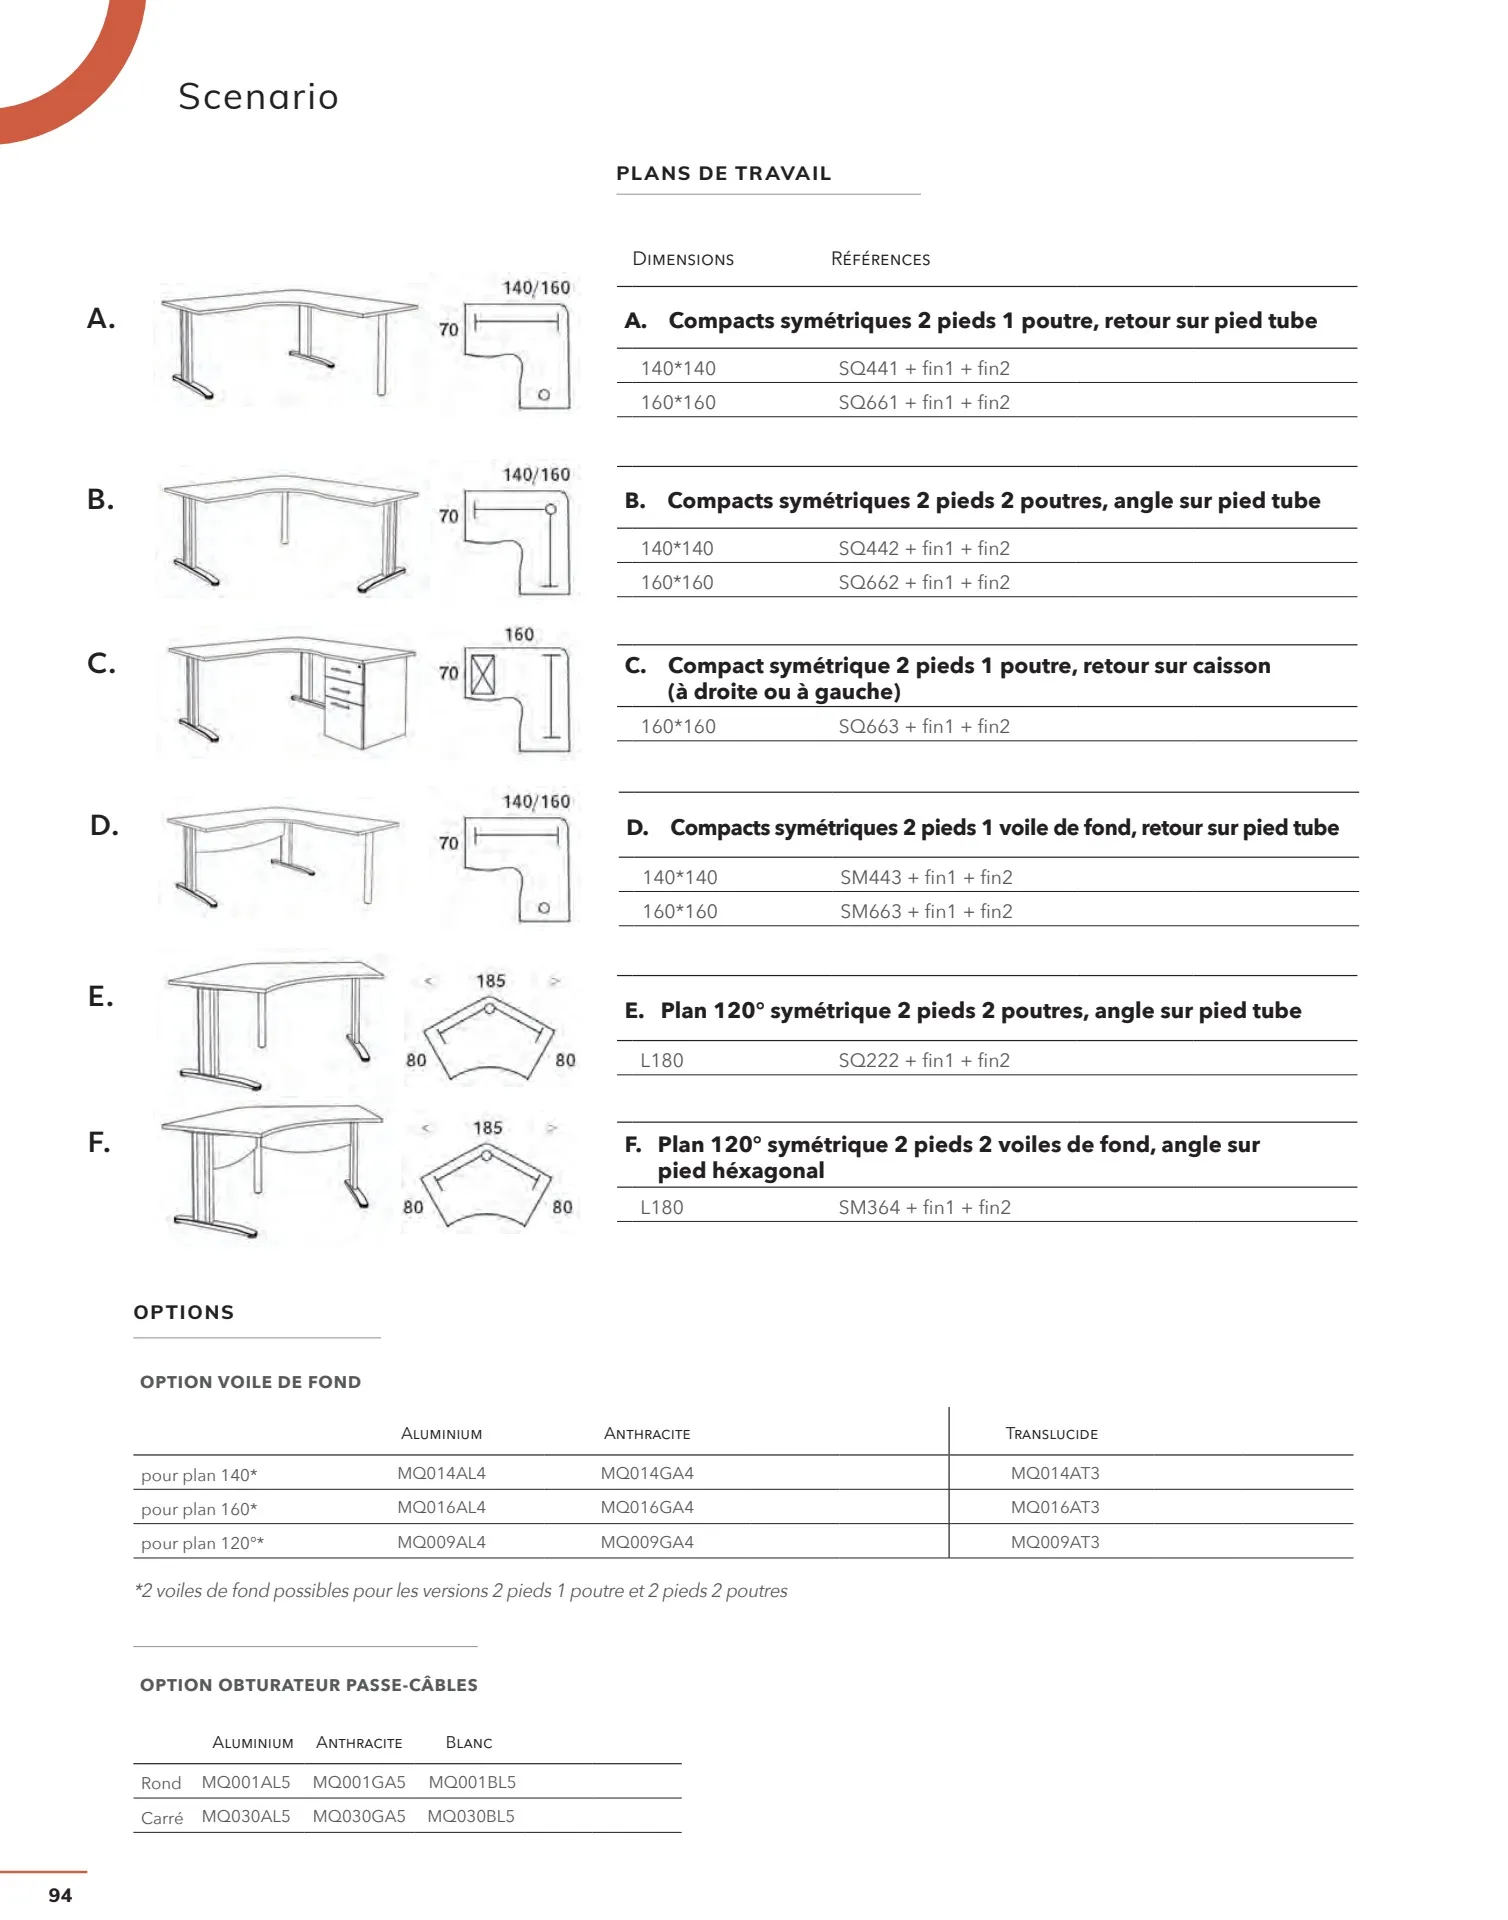 Scenario
PLANS DE TRAVAIL
DIMENSIONS RÉFÉRENCES
A.
140/160
70
A. Compacts symétriques 2 pieds 1 poutre, retour sur pied tube
140*140 SQ441 + fin1 + fin2
160*160 SQ661 + fin1 + fin2
B.
140/160
70
B. Compacts symétriques 2 pieds 2 poutres, angle sur pied tube
140*140 SQ442 + fin1 + fin2
160*160 SQ662 + fin1 + fin2
C.
160
70
C. Compact symétrique 2 pieds 1 poutre, retour sur caisson
(à droite ou à gauche)
160*160 SQ663 + fin1 + fin2
D.
140/160
70
D. Compacts symétriques 2 pieds 1 voile de fond, retour sur pied tube
140*140 SM443 + fin1 + fin2
160*160 SM663 + fin1 + fin2
E.
< 185 >
80 80
E. Plan 120° symétrique 2 pieds 2 poutres, angle sur pied tube
L180 SQ222 + fin1 + fin2
F.
< 185 >
80 80
F. Plan 120° symétrique 2 pieds 2 voiles de fond, angle sur
pied héxagonal
L180 SM364 + fin1 + fin2
OPTIONS
OPTION VOILE DE FOND
ALUMINIUM ANTHRACITE TRANSLUCIDE
pour plan 140* MQ014AL4 MQ014GA4 MQ014AT3
pour plan 160* MQ016AL4 MQ016GA4 MQ016AT3
pour plan 120°* MQ009AL4 MQ009GA4 MQ009AT3
*2 voiles de fond possibles pour les versions 2 pieds 1 poutre et 2 pieds 2 poutres
OPTION OBTURATEUR PASSE-CÂBLES
ALUMINIUM ANTHRACITE BLANC
Rond MQ001AL5 MQ001GA5 MQ001BL5
Carré MQ030AL5 MQ030GA5 MQ030BL5
94